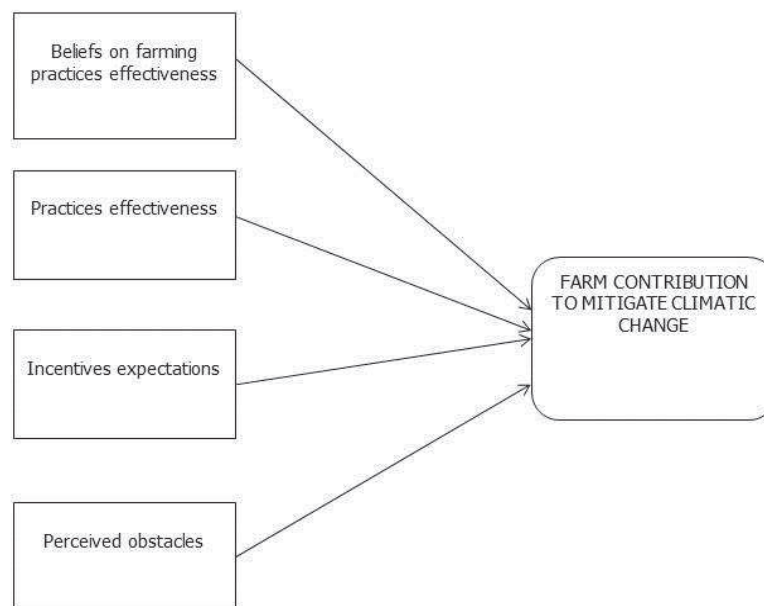 Beliefs on farming
practices effectiveness
Practices effectiveness
Incentives expectations
Perceived obstacles
FARM CONTRIBUTION
TO MITIGATE CLIMATIC
CHANGE